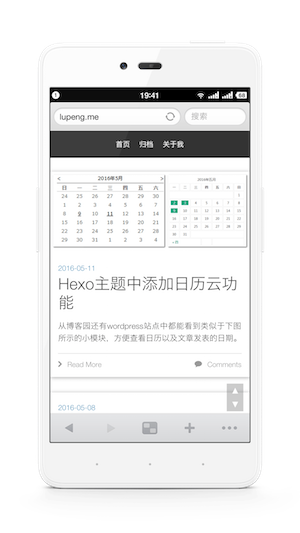 19:41
68
lupeng.me
搜索
首页 归档 关于我
< 2016年5月 >
日 一 二 三 四 五 六
24 25 26 27 28 29 30
1 2 3 4 5 6 7
8 9 10 11 12 13 14
15 16 17 18 19 20 21
22 23 24 25 26 27 28
29 30 31 1 2 3 4
2016-05-11
Hexo主题中添加日历云功
能
从博客园还有wordpress站点中都能看到类似于下图
所示的小模块，方便查看日历以及文章发表的日期。
Read More
Comments
2016-05-08